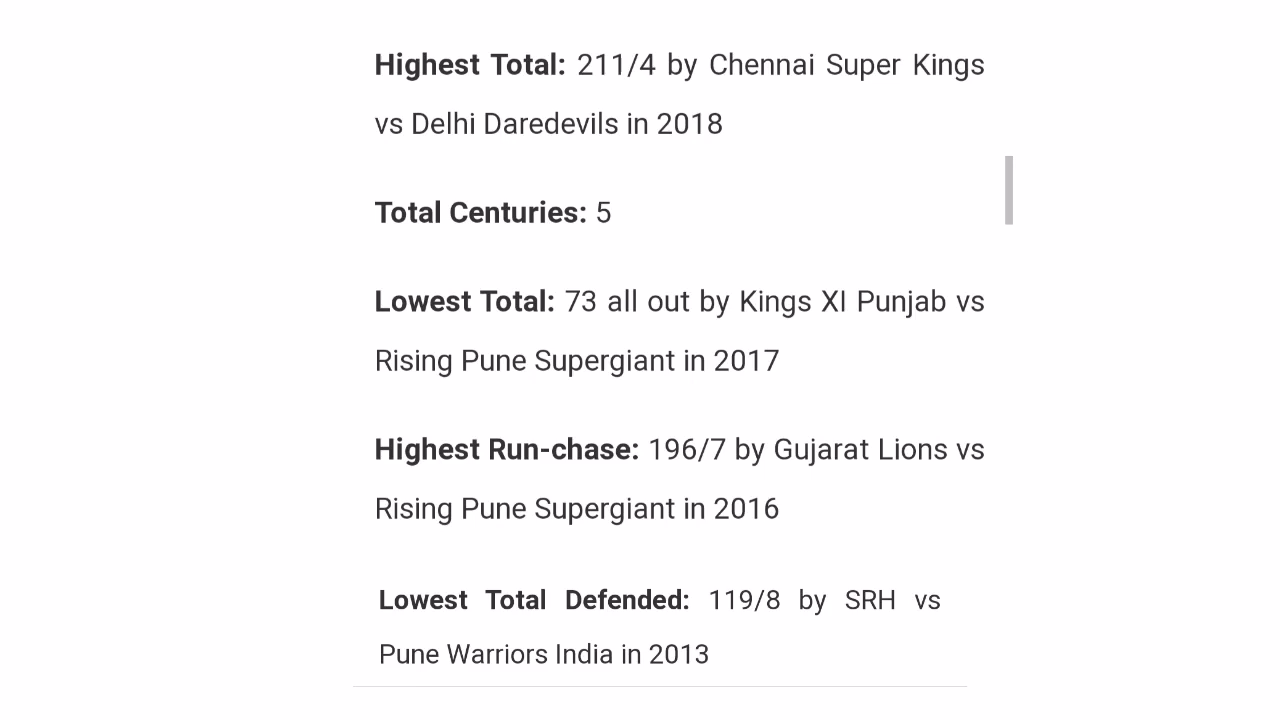 Highest Total: 211/4 by Chennai Super Kings
vs Delhi Daredevils in 2018
Total Centuries: 5
Lowest Total: 73 all out by Kings XI Punjab vs
Rising Pune Supergiant in 2017
Highest Run-chase: 196/7 by Gujarat Lions vs
Rising Pune Supergiant in 2016
Lowest Total Defended: 119/8 by SRH vs
Pune Warriors India in 2013